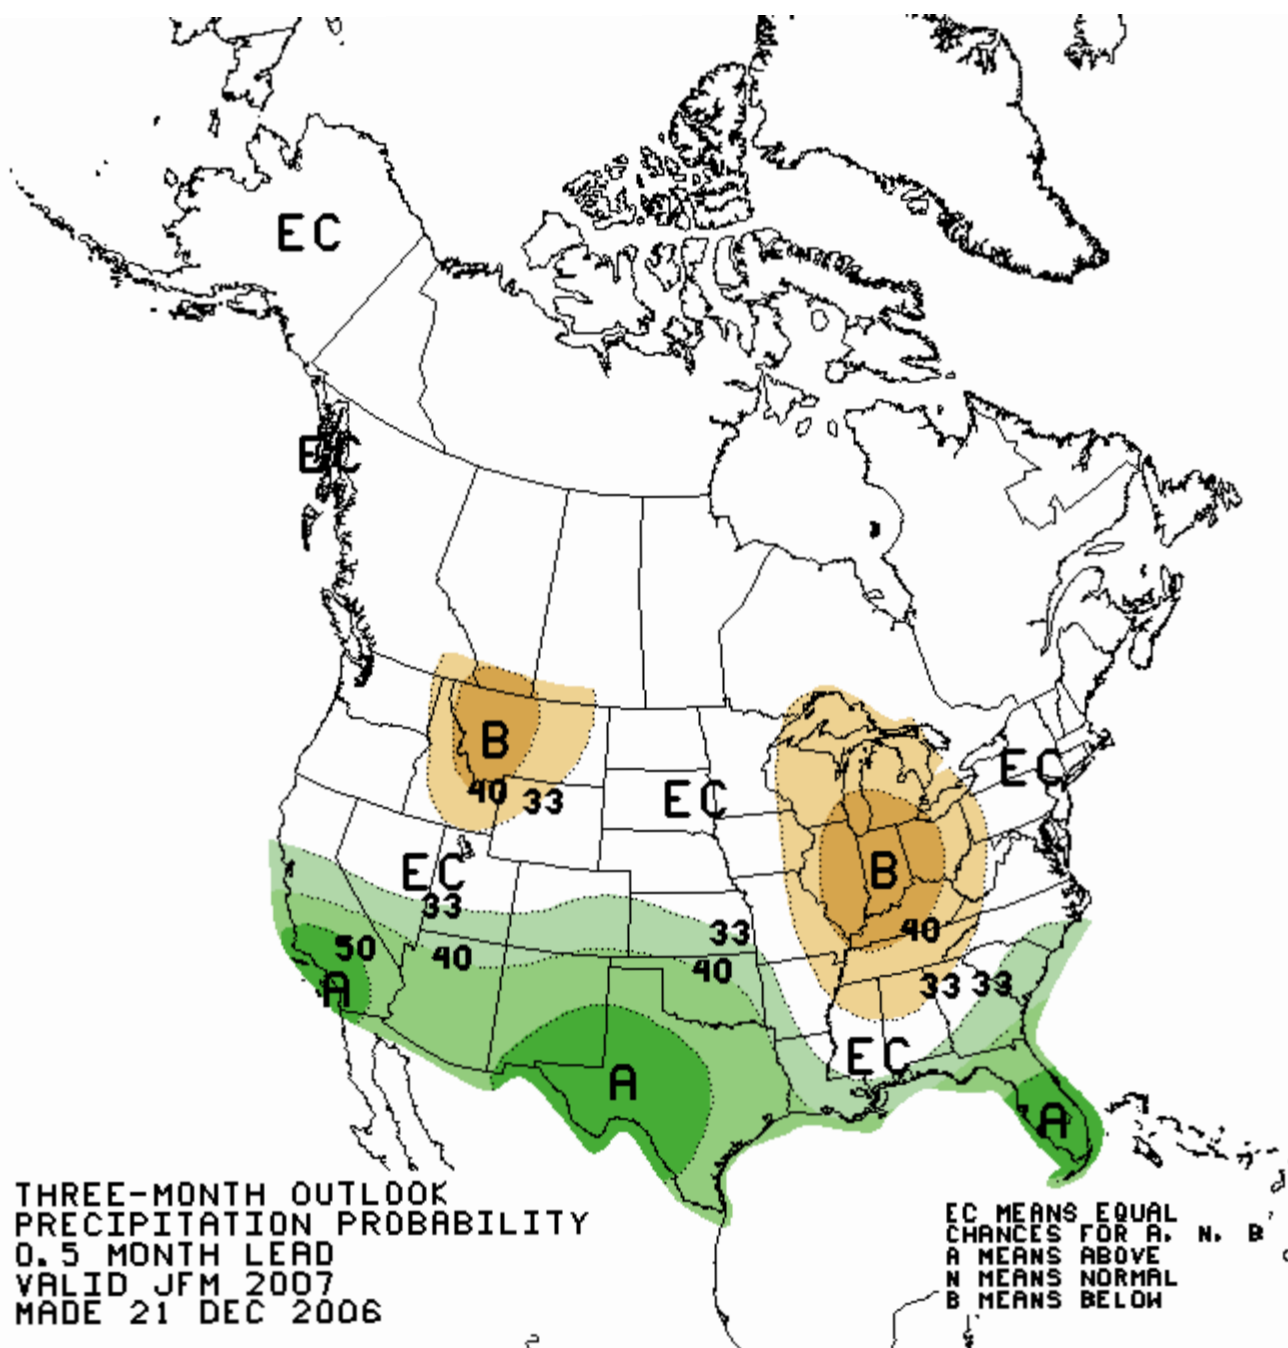 EC
EC
B
40
33
EC
EC
B
EC
33
50
40
33
40
40
33
33
A
EC
A
A
THREE-MONTH OUTLOOK
PRECIPITATION PROBABILITY
0.5 MONTH LEAD
VALID JFM 2007
MADE 21 DEC 2006
EC MEANS EQUAL
CHANCES FOR A, N, B
A MEANS ABOVE
N MEANS NORMAL
B MEANS BELOW